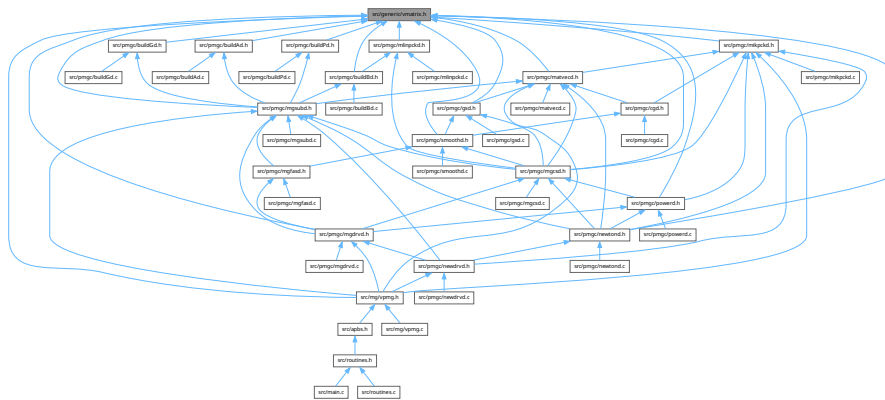 src/generic/vmatrix.h
src/pmgc/buildGd.h
src/pmgc/buildAd.h
src/pmgc/buildPd.h
src/pmgc/mlinpckd.h
src/pmgc/mikpckd.h
src/pmgc/buildGd.c
src/pmgc/buildAd.c
src/pmgc/buildPd.c
src/pmgc/buildBd.h
src/pmgc/mlinpckd.c
src/pmgc/matvecd.h
src/pmgc/mikpckd.c
src/pmgc/mgsubd.h
src/pmgc/buildBd.c
src/pmgc/gsd.h
src/pmgc/matvecd.c
src/pmgc/cgd.h
src/pmgc/mgsubd.c
src/pmgc/smoothd.h
src/pmgc/gsd.c
src/pmgc/cgd.c
src/pmgc/mgfasd.h
src/pmgc/smoothd.c
src/pmgc/mgcsd.h
src/pmgc/mgfasd.c
src/pmgc/mgcsd.c
src/pmgc/powerd.h
src/pmgc/mgdrvd.h
src/pmgc/newtond.h
src/pmgc/powerd.c
src/pmgc/mgdrvd.c
src/pmgc/newdrvd.h
src/pmgc/newtond.c
src/mg/vpmg.h
src/pmgc/newdrvd.c
src/apbs.h
src/mg/vpmg.c
src/routines.h
src/main.c
src/routines.c